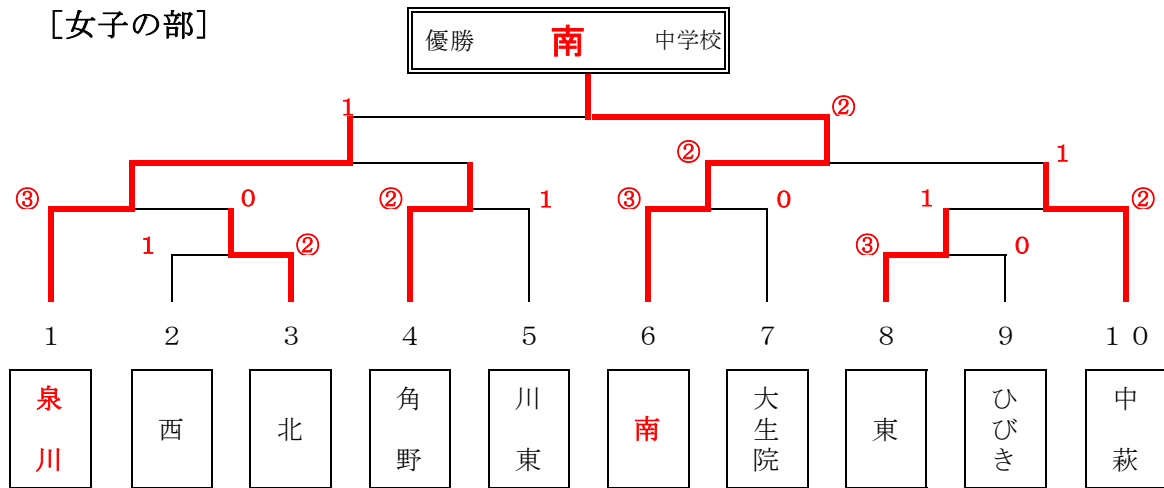 ［女子の部］
優勝 南 中学校
1 ②
② 1
③ 0 ② 1 ③ 0 1 ②
1 ② ③ 0
1 2 3 4 5 6 7 8 9 10
泉川 西 北 角野 川東 南 大生院 東 ひびき 中萩